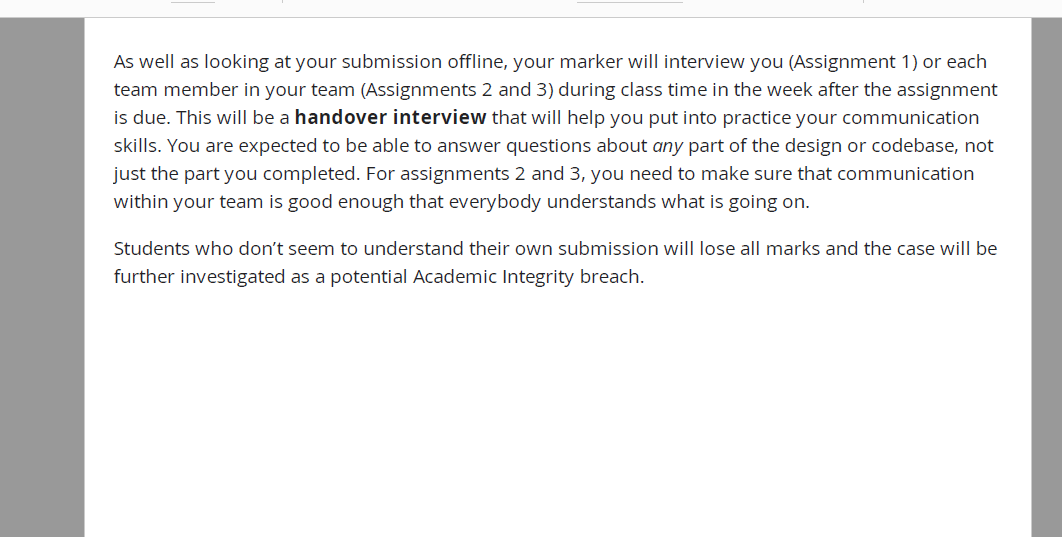 As well as looking at your submission offline, your marker will interview you (Assignment 1) or each
team member in your team (Assignments 2 and 3) during class time in the week after the assignment
is due. This will be a handover interview that will help you put into practice your communication
skills. You are expected to be able to answer questions about any part of the design or codebase, not
just the part you completed. For assignments 2 and 3, you need to make sure that communication
within your team is good enough that everybody understands what is going on.
Students who don’t seem to understand their own submission will lose all marks and the case will be
further investigated as a potential Academic Integrity breach.